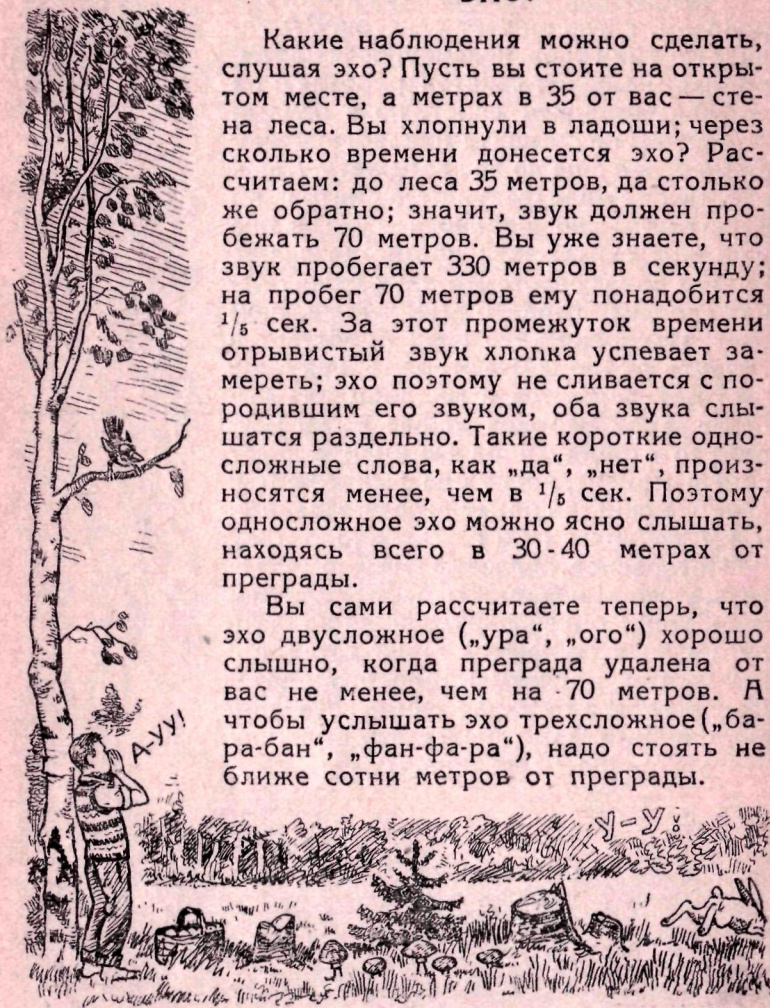 Какие наблюдения можно сделать,
слушая эхо? Пусть вы стоите на откры-
том месте, а метрах в 35 от вас — сте-
на леса. Вы хлопнули в ладоши; через
сколько времени донесется эхо? Рас-
считаем: до леса 35 метров, да столько
же обратно; значит, звук должен про-
бежать 70 метров. Вы уже знаете, что
звук пробегает 330 метров в секунду;
на пробег 70 метров ему понадобится
¹/₅ сек. За этот промежуток времени
отрывистый звук хлопка успевает за-
мереть; эхо поэтому не сливается с по-
родившим его звуком, оба звука слы-
шатся раздельно. Такие короткие одно-
сложные слова, как „да“, „нет“, произ-
носятся менее, чем в ¹/₅ сек. Поэтому
односложное эхо можно ясно слышать,
находясь всего в 30-40 метрах от
преграды.
Вы сами рассчитаете теперь, что
эхо двусложное („ура“, „ого“) хорошо
слышно, когда преграда удалена от
вас не менее, чем на 70 метров. А
чтобы услышать эхо трехсложное („ба-
ра-бан“, „фан-фа-ра“), надо стоять не
ближе сотни метров от преграды.
А-УУ!
У-У!